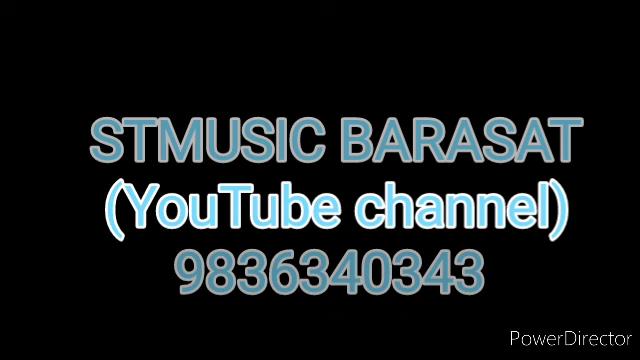 STMUSIC BARASAT
(YouTube channel)
9836340343
PowerDirector